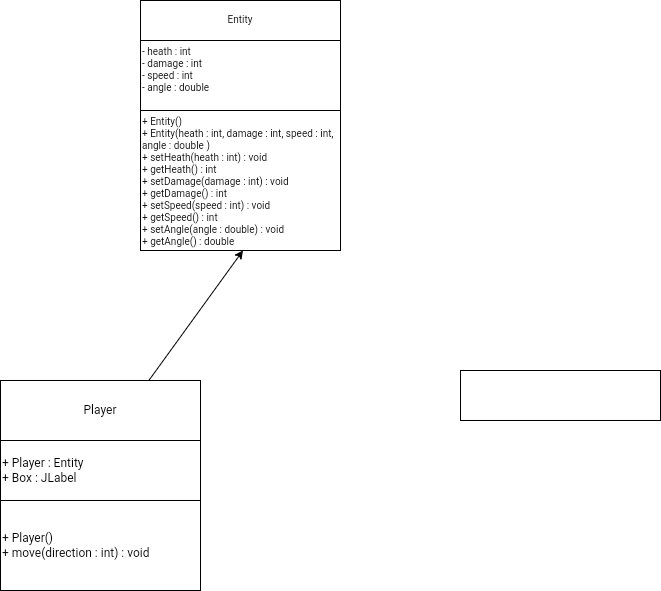 Entity
- heath : int
- damage : int
- speed : int
- angle : double
+ Entity()
+ Entity(heath : int, damage : int, speed : int,
angle : double )
+ setHeath(heath : int) : void
+ getHeath() : int
+ setDamage(damage : int) : void
+ getDamage() : int
+ setSpeed(speed : int) : void
+ getSpeed() : int
+ setAngle(angle : double) : void
+ getAngle() : double
Player
+ Player : Entity
+ Box : JLabel
+ Player()
+ move(direction : int) : void